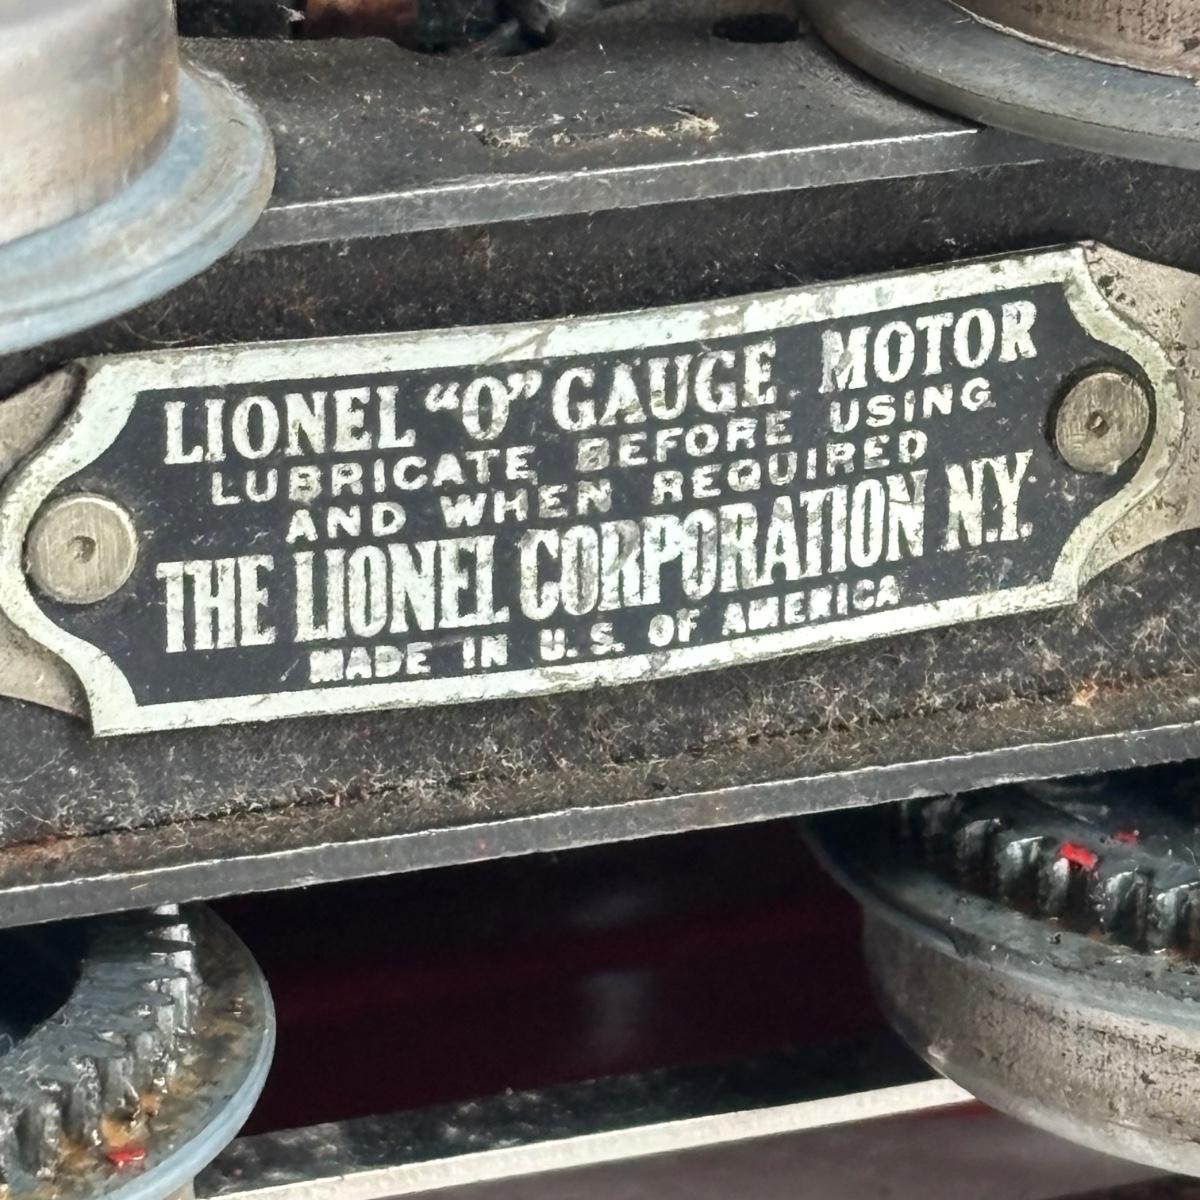 LIONEL “O” GAUGE MOTOR
LUBRICATE BEFORE USING
AND WHEN REQUIRED
THE LIONEL CORPORATION N.Y.
MADE IN U.S. OF AMERICA